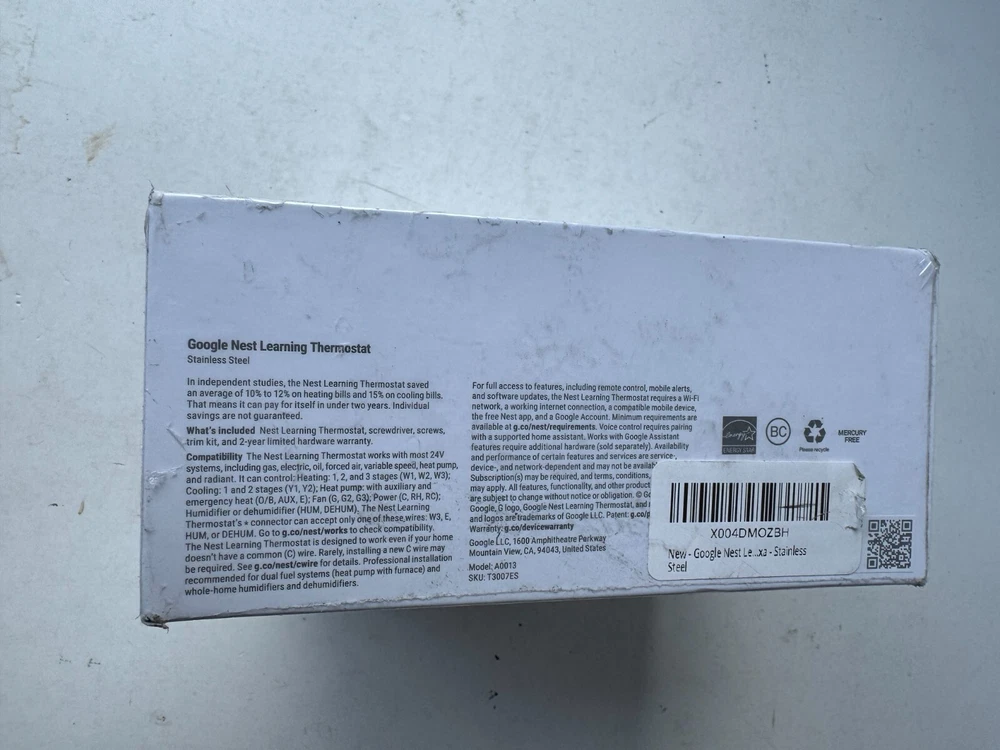 Google Nest Learning Thermostat
Stainless Steel
In independent studies, the Nest Learning Thermostat saved
an average of 10% to 12% on heating bills and 15% on cooling bills.
That means it can pay for itself in under two years. Individual
savings are not guaranteed.
What's included Nest Learning Thermostat, screwdriver, screws,
trim kit, and 2-year limited hardware warranty.
Compatibility The Nest Learning Thermostat works with most 24V
systems, including gas, electric, oil, forced air, variable speed, heat pump,
and radiant. It can control: Heating: 1, 2, and 3 stages (W1, W2, W3);
Cooling: 1 and 2 stages (Y1, Y2); Heat pump: with auxiliary and
emergency heat (O/B, AUX, E); Fan (G, G2, G3); Power (C, RH, RC);
Humidifier or dehumidifier (HUM, DEHUM). The Nest Learning
Thermostat's * connector can accept only one of these wires: W3, E,
HUM, or DEHUM. Go to g.co/nest/works to check compatibility.
The Nest Learning Thermostat is designed to work even if your home
doesn't have a common (C) wire. Rarely, installing a new C wire may
be required. See g.co/nest/cwire for details. Professional installation
recommended for dual fuel systems (heat pump with furnace) and
whole-home humidifiers and dehumidifiers.
For full access to features, including remote control, mobile alerts,
and software updates, the Nest Learning Thermostat requires a Wi-Fi
network, a working internet connection, a compatible mobile device,
the free Nest app, and a Google Account. Minimum requirements are
available at g.co/nest/requirements. Voice control requires pairing
with a supported home assistant. Works with Google Assistant
features require additional hardware (sold separately). Availability
and performance of certain features and services are service-,
device-, and network-dependent and may not be availab
Subscription(s) may be required, and terms, conditions,
may apply. All features, functionality, and other product
are subject to change without notice or obligation. © Go
Google, G logo, Google Nest Learning Thermostat, and
and logos are trademarks of Google LLC. Patent: g.co/p
Warranty: g.co/devicewarranty
Google LLC, 1600 Amphitheatre Parkway
Mountain View, CA, 94043, United States
Model: A0013
SKU: T3007ES
energy
ENERGY STAR
BC
Please recycle
MERCURY
FREE
X004DMOZBH
New - Google Nest Le...xa - Stainless
Steel